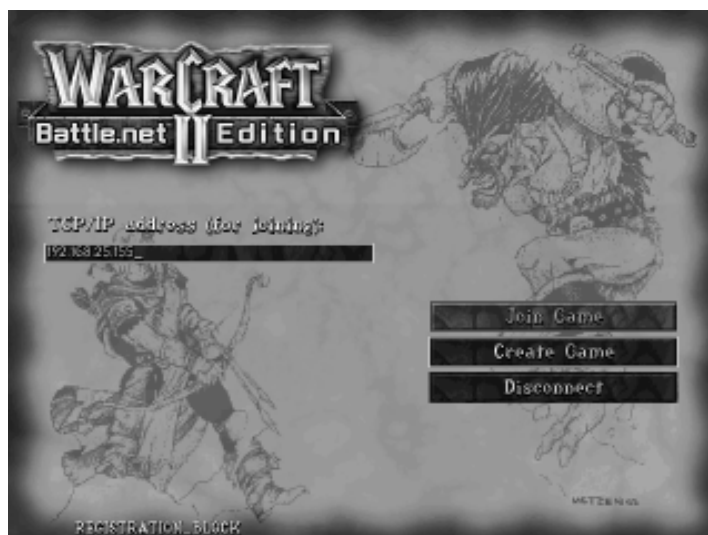 WARCRAFT
Battle.net II Edition
TCP/IP address (for joining):
192.168.25.155_
Join Game
Create Game
Disconnect
REGISTRATION_BLOCK